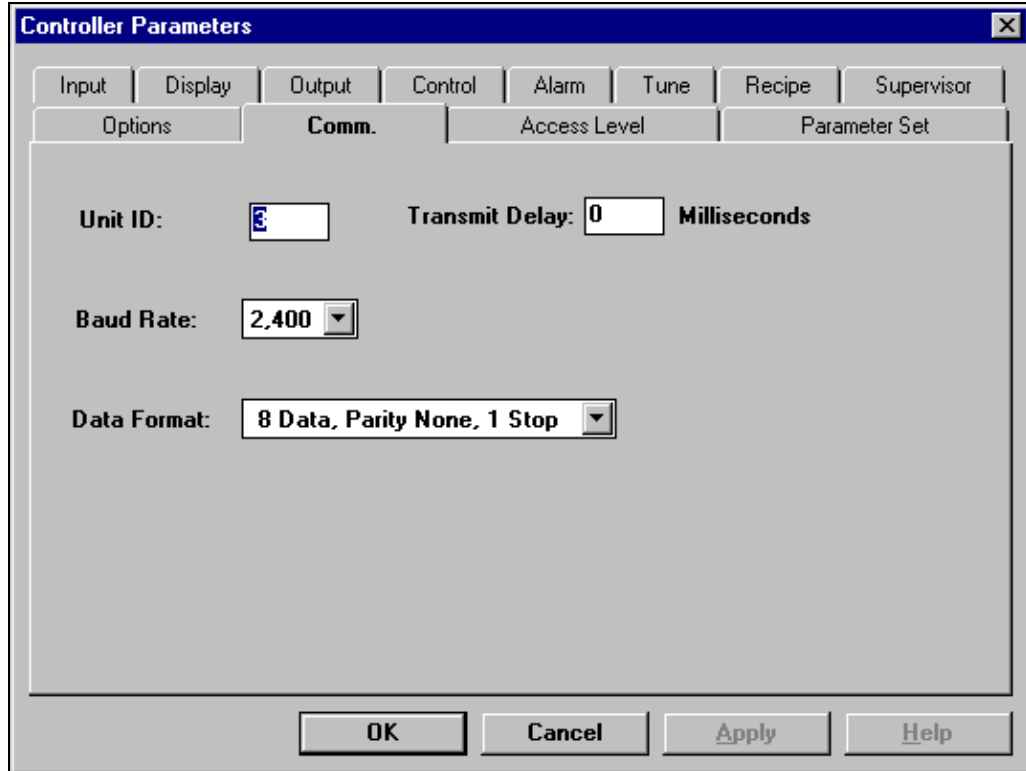 Controller Parameters
Input Display Output Control Alarm Tune Recipe Supervisor
Options Comm. Access Level Parameter Set
Unit ID: 3 Transmit Delay: 0 Milliseconds
Baud Rate: 2,400
Data Format: 8 Data, Parity None, 1 Stop
OK Cancel Apply Help